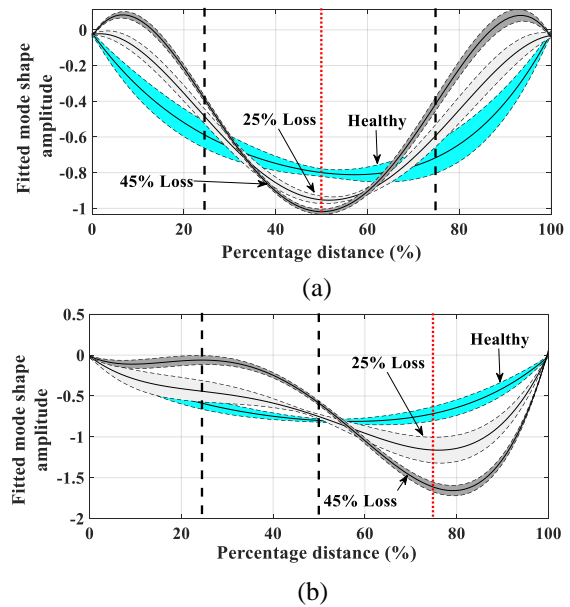 0
-0.2
-0.4
-0.6
-0.8
-1
Fitted mode shape
amplitude
25% Loss
Healthy
45% Loss
0 20 40 60 80 100
Percentage distance (%)
(a)
0.5
0
-0.5
-1
-1.5
-2
Fitted mode shape
amplitude
Healthy
25% Loss
45% Loss
0 20 40 60 80 100
Percentage distance (%)
(b)